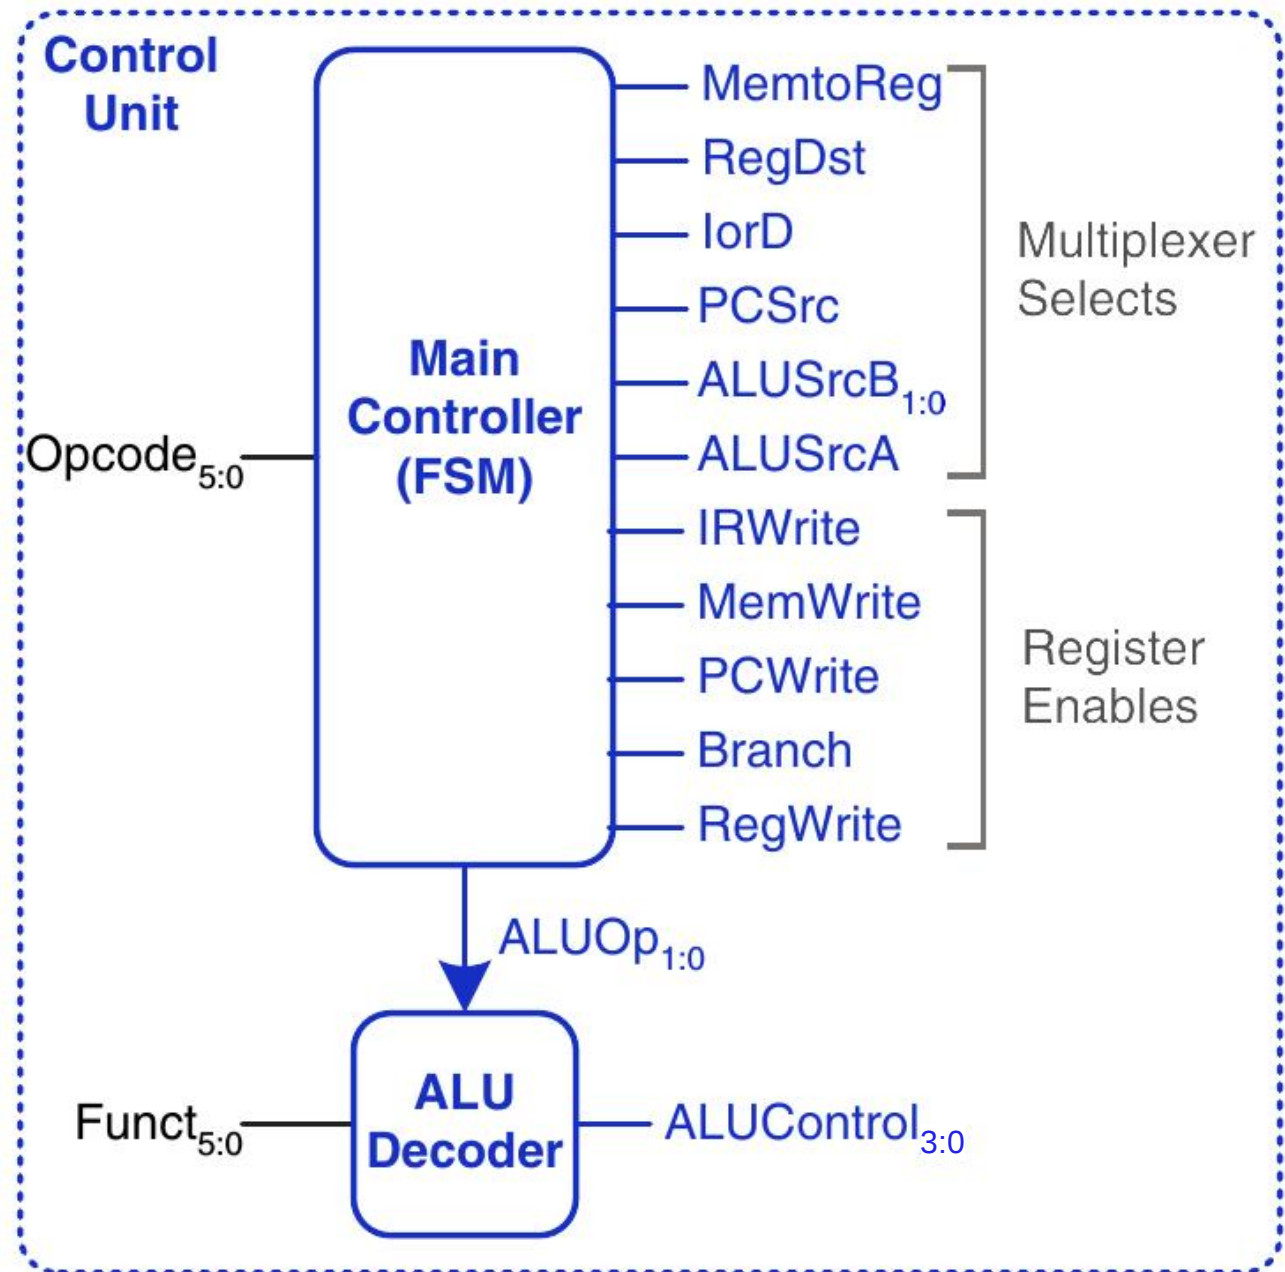 Control
Unit
MemtoReg
RegDst
IorD
PCSrc
ALUSrcB1:0
ALUSrcA
IRWrite
MemWrite
PCWrite
Branch
RegWrite
Multiplexer
Selects
Register
Enables
Main
Controller
(FSM)
Opcode5:0
ALUOp1:0
ALU
Decoder
Funct5:0
ALUControl3:0